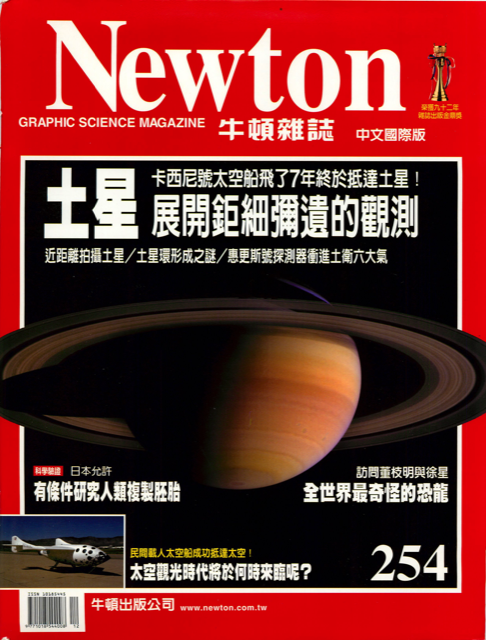 Newton
GRAPHIC SCIENCE MAGAZINE 牛頓雜誌 中文國際版
榮獲九十二年
雜誌出版金鼎獎
土星
卡西尼號太空船飛了7年終於抵達土星！
展開鉅細彌遺的觀測
近距離拍攝土星／土星環形成之謎／惠更斯號探測器衝進土衛六大氣
科學驗證 日本允許
有條件研究人類複製胚胎
訪問董枝明與徐星
全世界最奇怪的恐龍
民間載人太空船成功抵達太空！
太空觀光時代將於何時來臨呢？
254
牛頓出版公司 www.newton.com.tw